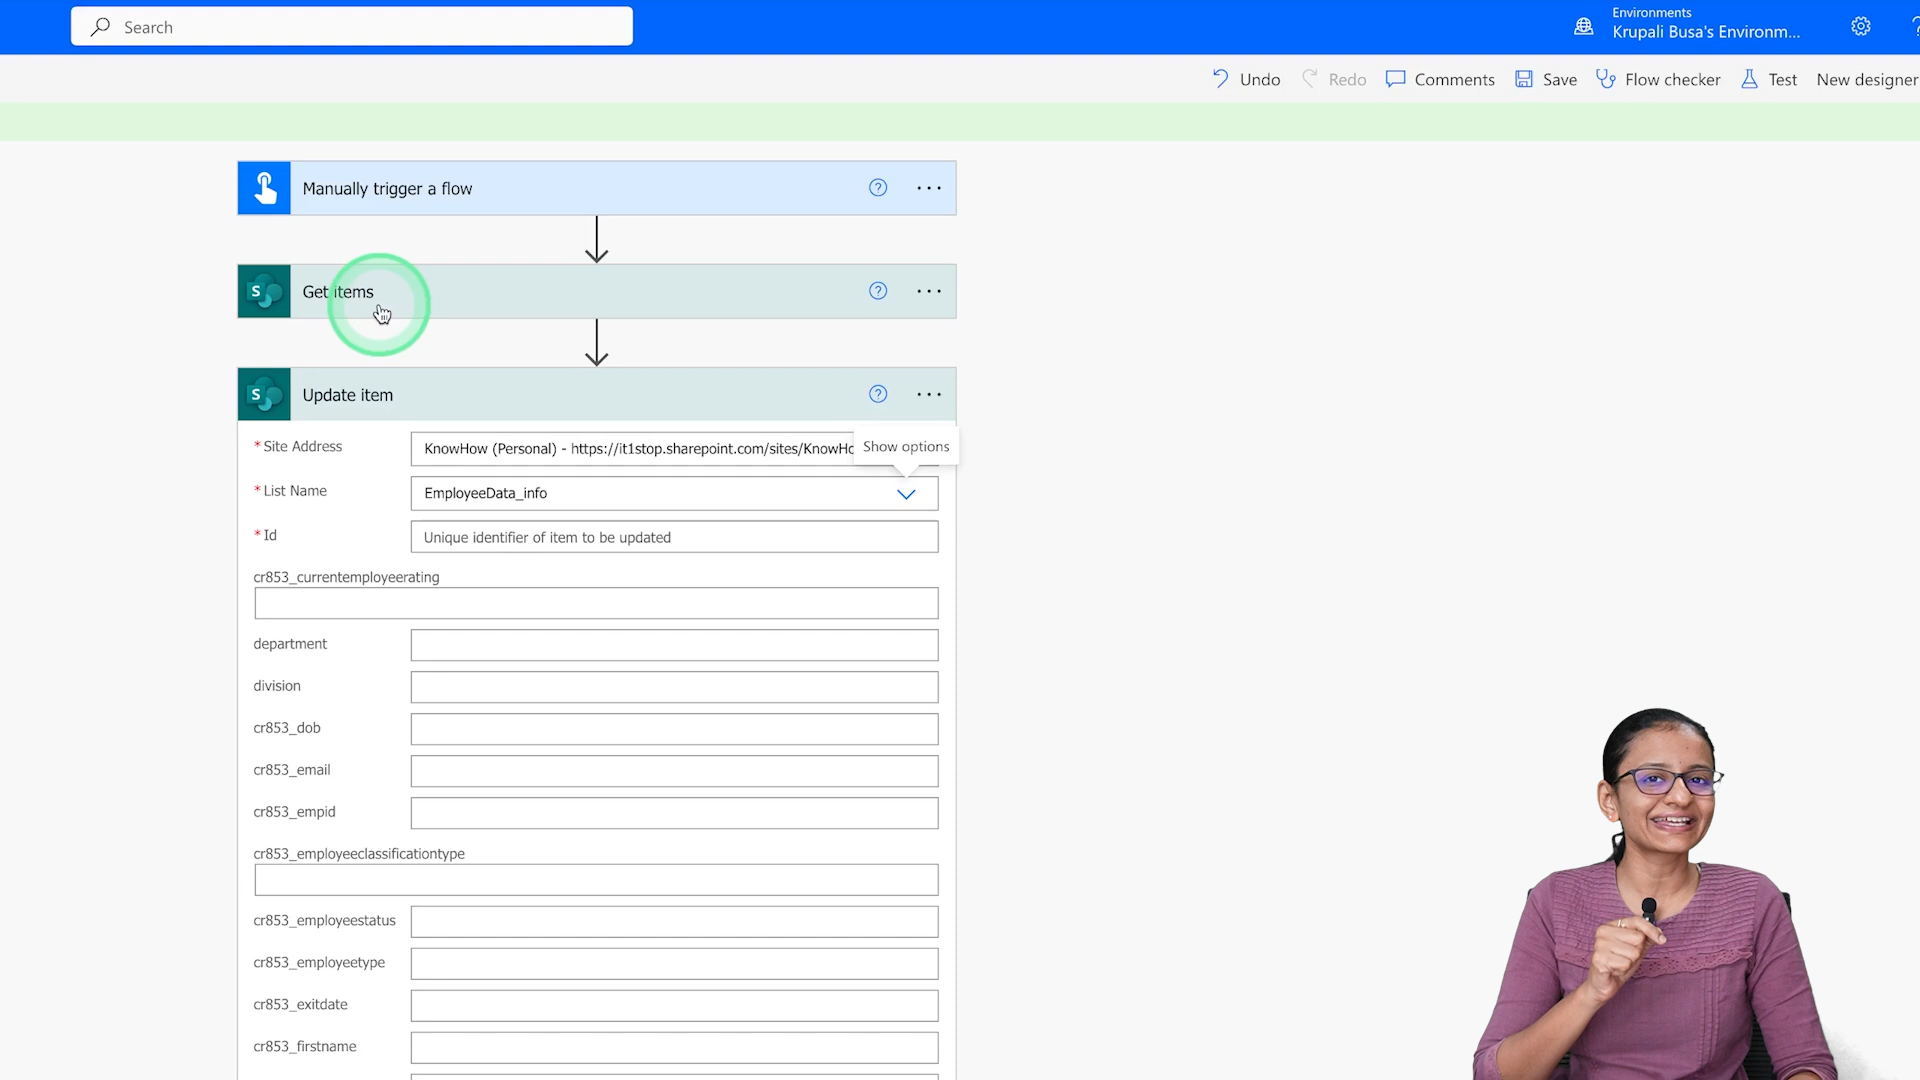 Search
Environments
Krupali Busa's Environm...
Undo
Redo
Comments
Save
Flow checker
Test
New designer
Manually trigger a flow
Get items
Update item
* Site Address
KnowHow (Personal) - https://it1stop.sharepoint.com/sites/KnowHo
Show options
* List Name
EmployeeData_info
* Id
Unique identifier of item to be updated
cr853_currentemployeerating
department
division
cr853_dob
cr853_email
cr853_empid
cr853_employeeclassificationtype
cr853_employeestatus
cr853_employeetype
cr853_exitdate
cr853_firstname